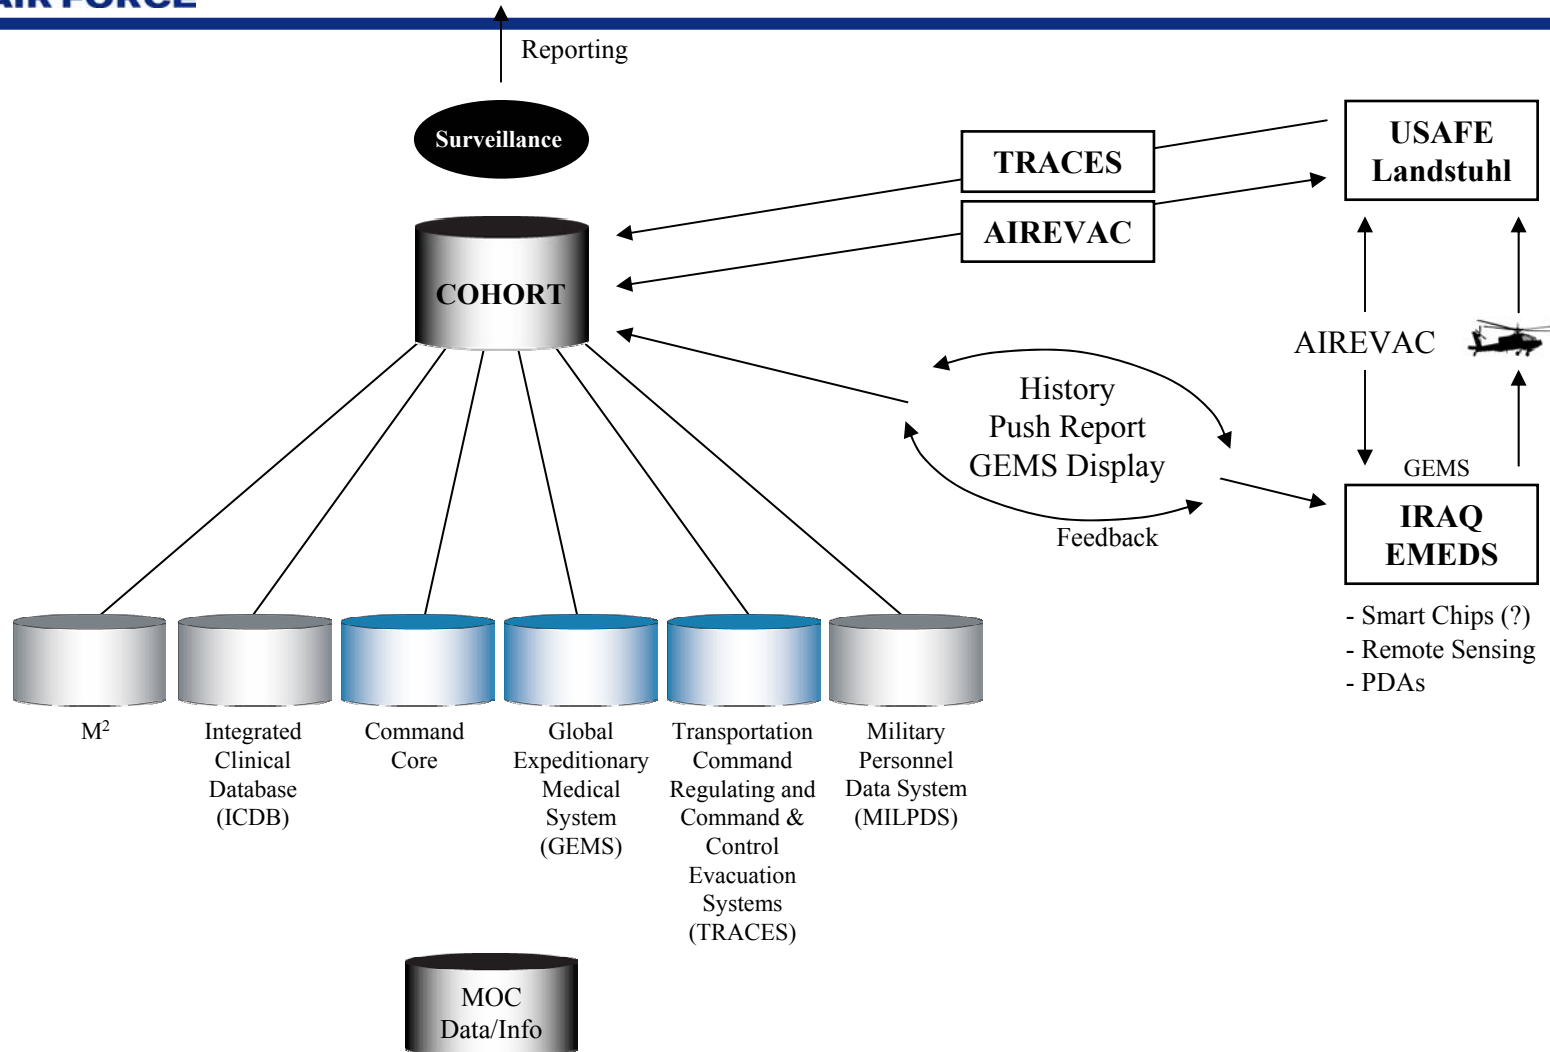 AIR FORCE
Reporting
Surveillance
COHORT
TRACES
AIREVAC
USAFE
Landstuhl
AIREVAC
History
Push Report
GEMS Display
Feedback
GEMS
IRAQ
EMEDS
- Smart Chips (?)
- Remote Sensing
- PDAs
M²
Integrated
Clinical
Database
(ICDB)
Command
Core
Global
Expeditionary
Medical
System
(GEMS)
Transportation
Command
Regulating and
Command &
Control
Evacuation
Systems
(TRACES)
Military
Personnel
Data System
(MILPDS)
MOC
Data/Info